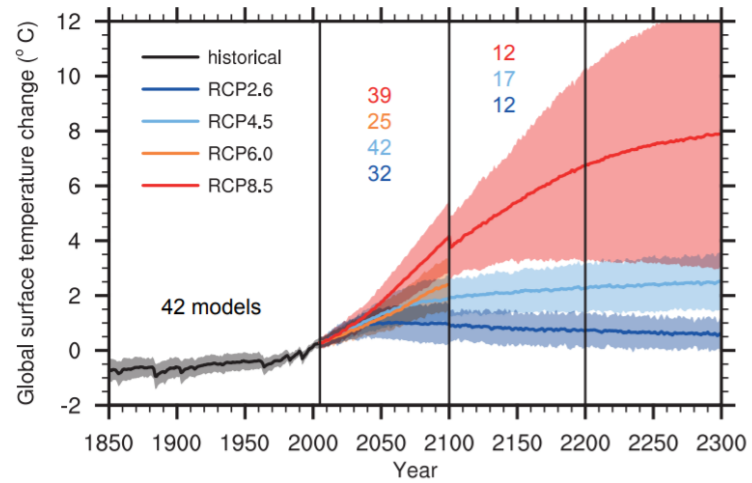 Global surface temperature change (° C)
12
10
8
6
4
2
0
-2
historical
RCP2.6
RCP4.5
RCP6.0
RCP8.5
39
25
42
32
12
17
12
42 models
1850 1900 1950 2000 2050 2100 2150 2200 2250 2300
Year